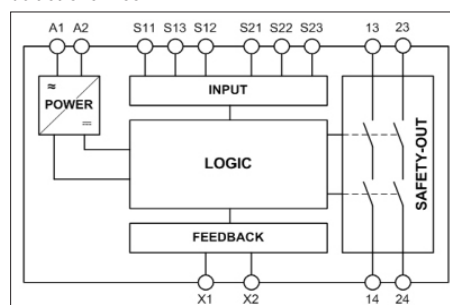 A1 A2 S11 S13 S12 S21 S22 S23 13 23
≂
POWER
⎓
INPUT
LOGIC
SAFETY-OUT
FEEDBACK
X1 X2 14 24